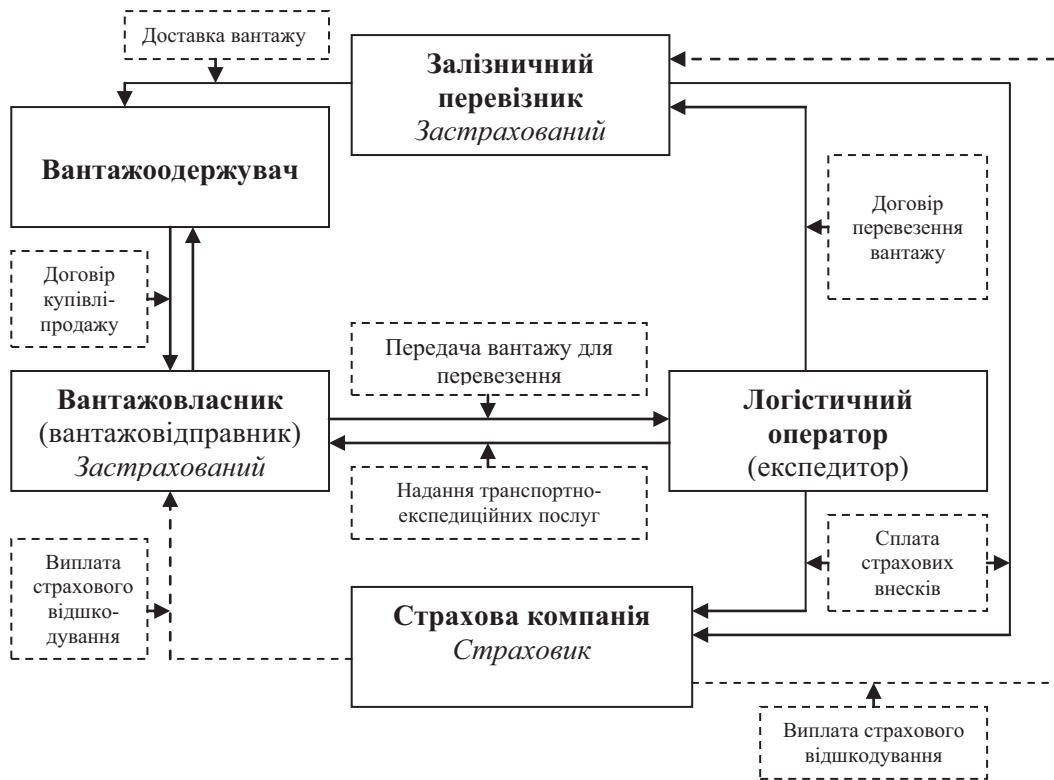 Доставка вантажу
Залізничний
перевізник
Застрахований
Вантажоодержувач
Договір
перевезення
вантажу
Договір
купівлі-
продажу
Передача вантажу для
перевезення
Вантажовласник
(вантажовідправник)
Застрахований
Логістичний
оператор
(експедитор)
Надання транспортно-
експедиційних послуг
Виплата
страхового
відшко-
дування
Сплата
страхових
внесків
Страхова компанія
Страховик
Виплата страхового
відшкодування